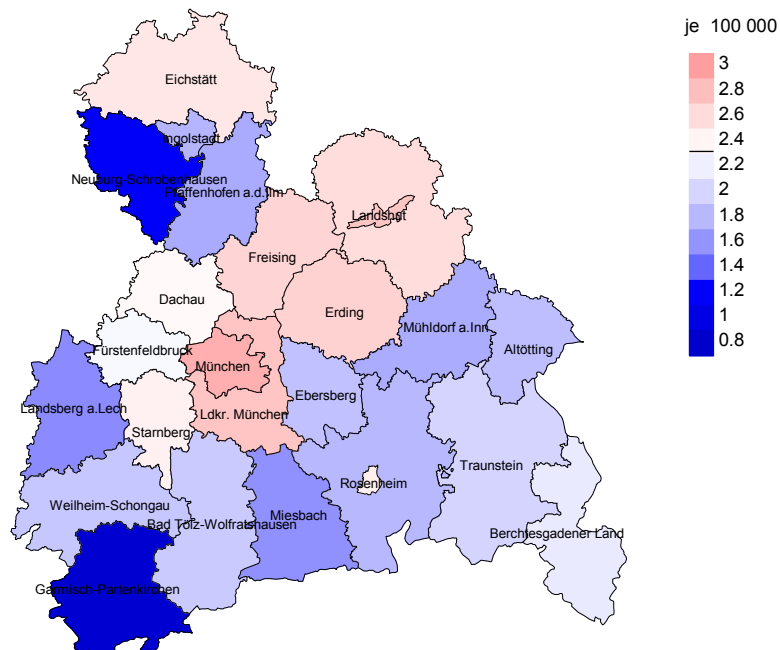 je 100 000
3
2.8
2.6
2.4
2.2
2
1.8
1.6
1.4
1.2
1
0.8
Eichstätt
Ingolstadt
Neuburg-Schrobenhausen
Pfaffenhofen a.d.Ilm
Landshst
Freising
Dachau
Erding
Mühldorf a.Inn
Altötting
Fürstenfeldbruck
München
Ebersberg
Landsberg a.Lech
Ldkr. München
Starnberg
Traunstein
Rosenheim
Weilheim-Schongau
Miesbach
Bad Tölz-Wolfratshausen
Berchtesgadener Land
Garmisch-Partenkirchen